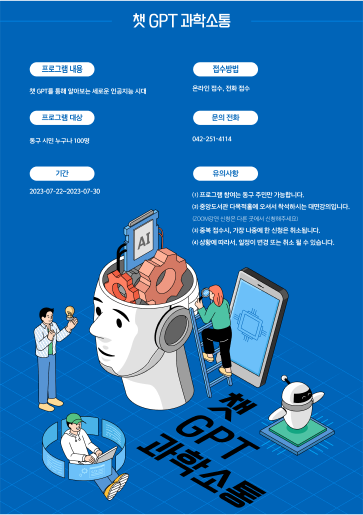 챗 GPT 과학소통
프로그램 내용
챗 GPT를 통해 알아보는 새로운 인공지능 시대
접수방법
온라인 접수, 전화 접수
프로그램 대상
동구 시민 누구나 100명
문의 전화
042-251-4114
기간
2023-07-22~2023-07-30
유의사항
(1) 프로그램 참여는 동구 주민만 가능합니다.
(2) 중앙도서관 다목적홀에 오셔서 착석하시는 대면강의입니다.
(ZOOM강연 신청은 다른 곳에서 신청해주세요)
(3) 중복 접수시, 가장 나중에 한 신청은 취소됩니다.
(4) 상황에 따라서, 일정이 변경 또는 취소 될 수 있습니다.
AI
챗
GPT
과학소통